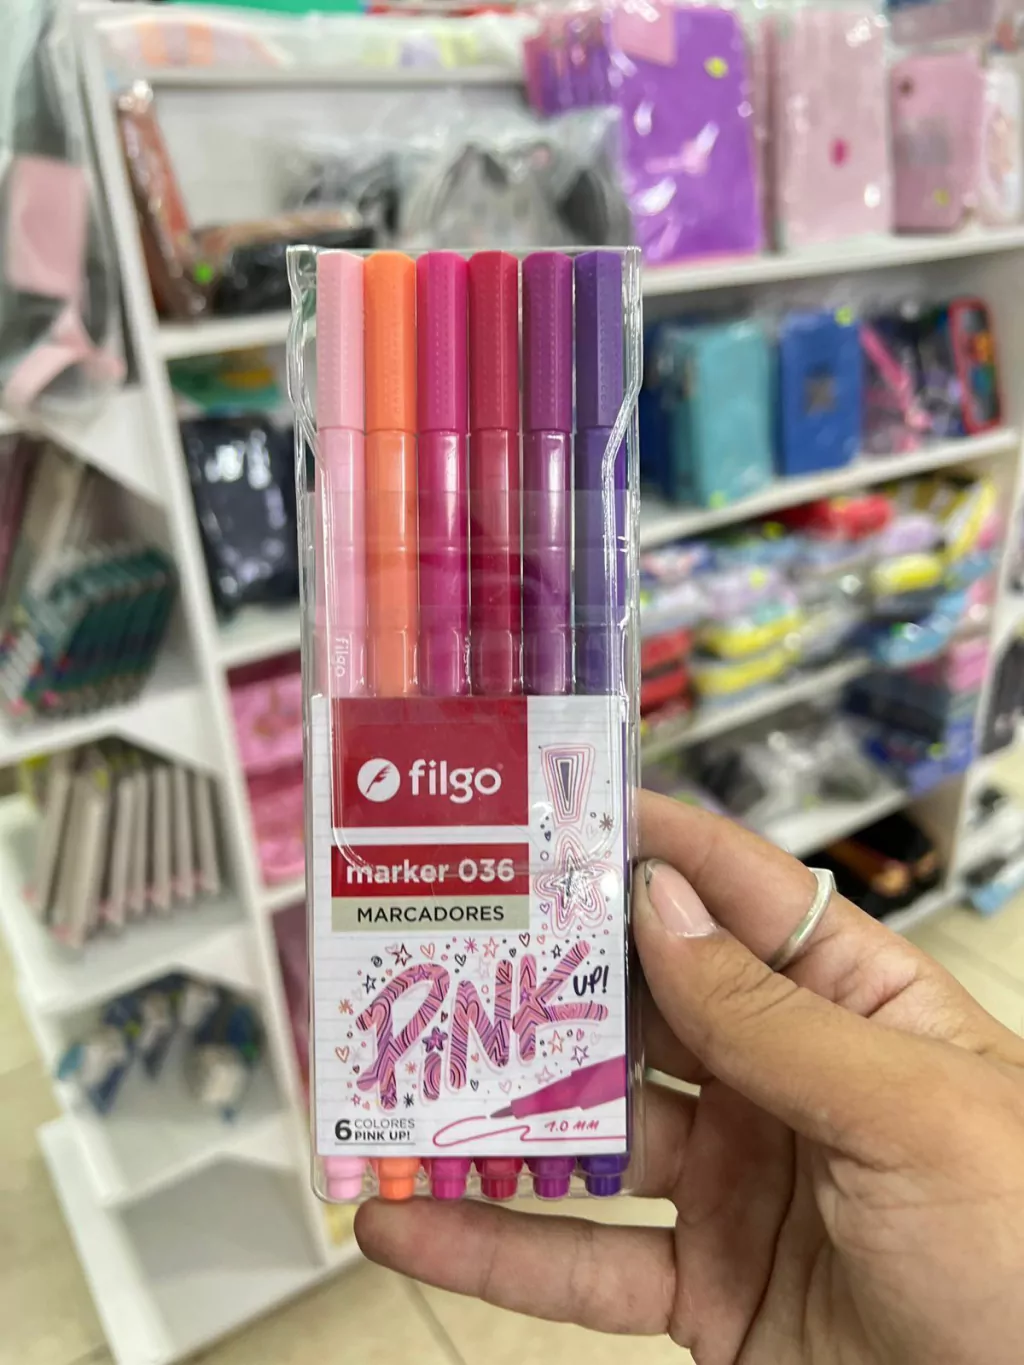 filgo
filgo
marker 036
MARCADORES
PINK
UP!
6 COLORES
PINK UP!
1.0 MM